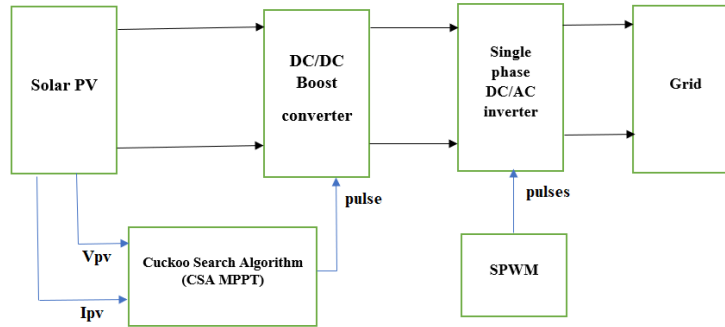 Solar PV
DC/DC
Boost
converter
Single
phase
DC/AC
inverter
Grid
pulse
pulses
Vpv
Cuckoo Search Algorithm
(CSA MPPT)
SPWM
Ipv